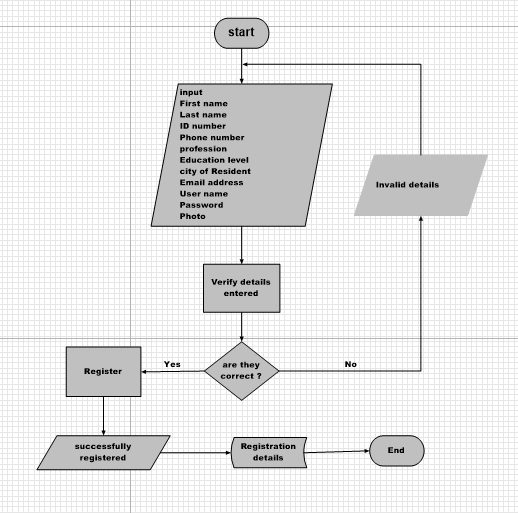 start
input
First name
Last name
ID number
Phone number
profession
Education level
city of Resident
Email address
User name
Password
Photo
Invalid details
Verify details
entered
are they
correct ?
Yes
No
Register
successfully
registered
Registration
details
End